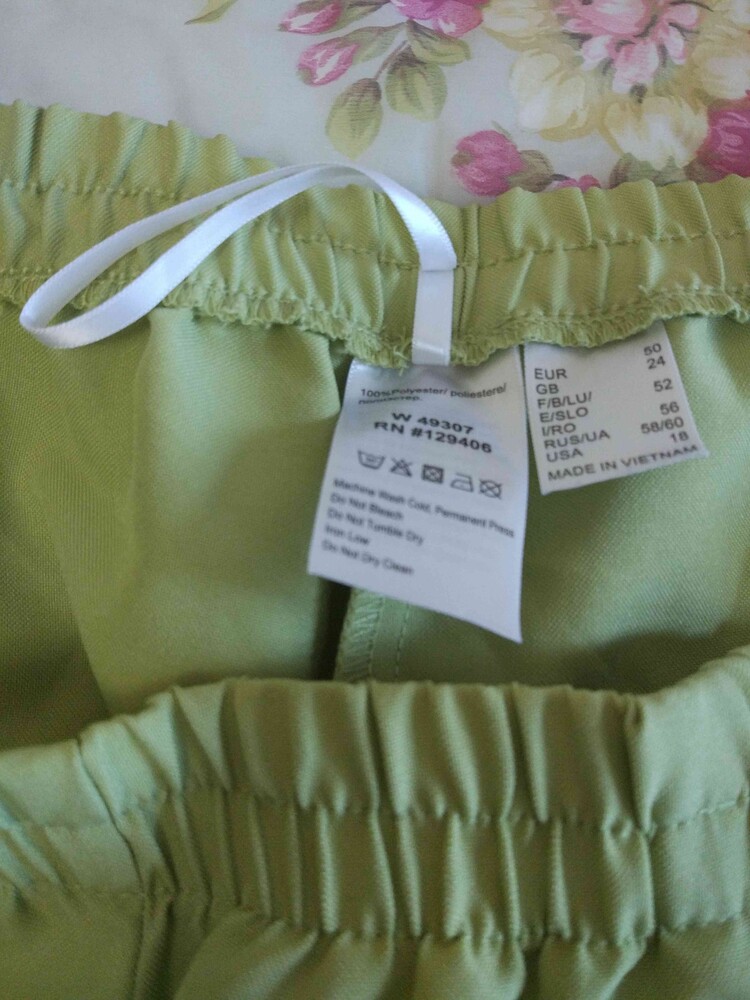 100%Polyester/ poliestere/
полиэстер.
W 49307
RN #129406
Machine Wash Cold, Permanent Press
Do Not Bleach
Do Not Tumble Dry
Iron Low
Do Not Dry Clean
EUR 50
GB 24
F/B/LU/
E/SLO 52
I/RO 56
RUS/UA 58/60
USA 18
MADE IN VIETNAM